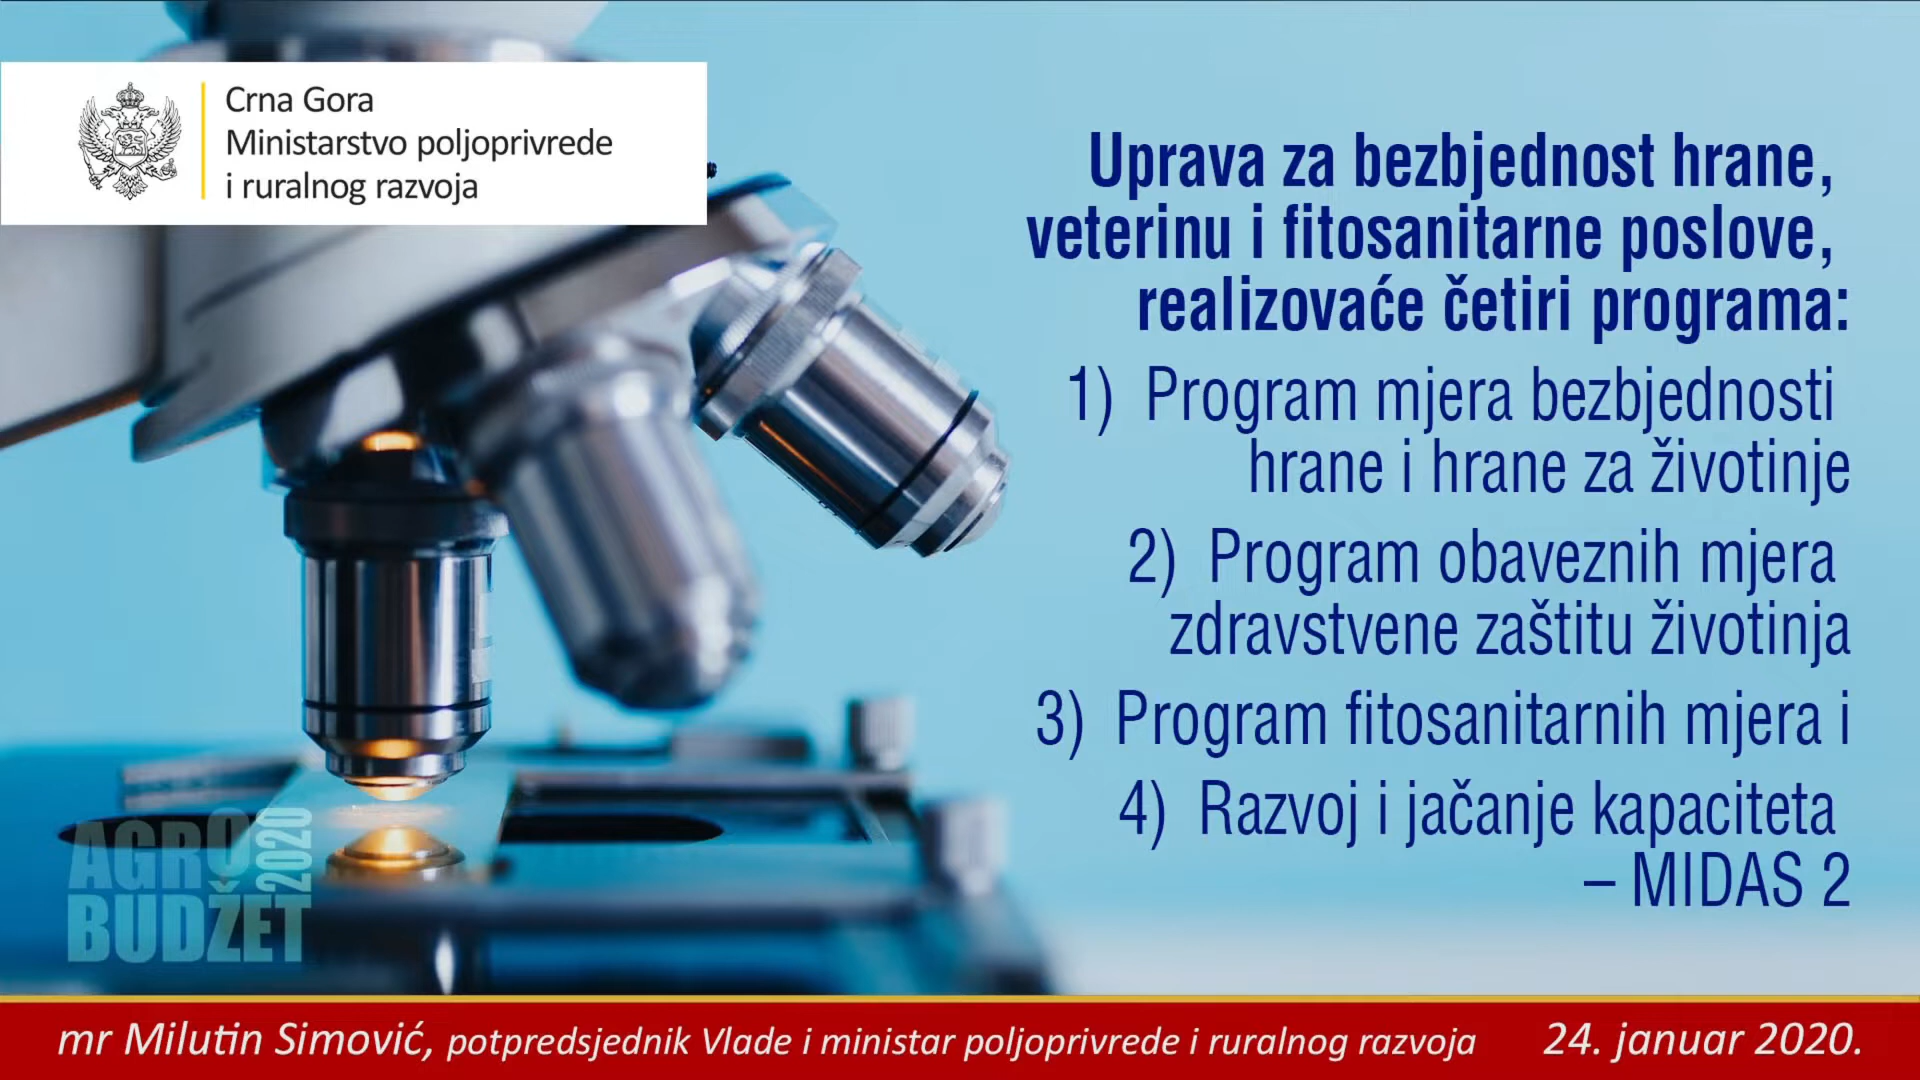 Crna Gora
Ministarstvo poljoprivrede
i ruralnog razvoja
Uprava za bezbjednost hrane,
veterinu i fitosanitarne poslove,
realizovaće četiri programa:
1) Program mjera bezbjednosti
hrane i hrane za životinje
2) Program obaveznih mjera
zdravstvene zaštitu životinja
3) Program fitosanitarnih mjera i
4) Razvoj i jačanje kapaciteta
– MIDAS 2
AGRO
BUDŽET
2020
mr Milutin Simović, potpredsjednik Vlade i ministar poljoprivrede i ruralnog razvoja 24. januar 2020.